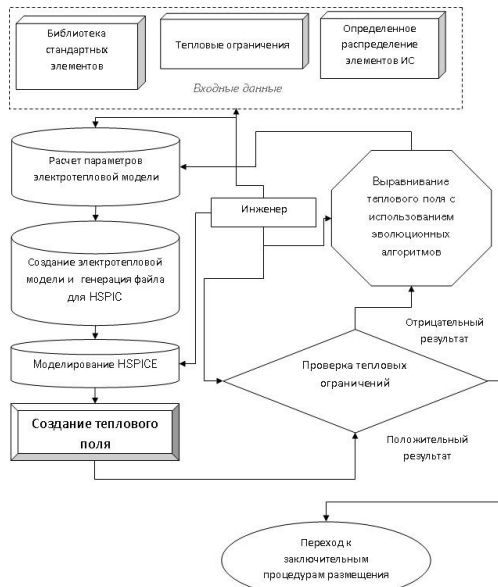 Библиотека
стандартных
элементов
Тепловые ограничения
Определенное
распределение
элементов ИС
Входные данные
Расчет параметров
электротепловой модели
Выравнивание
теплового поля с
использованием
эволюционных
алгоритмов
Инженер
Создание электротепловой
модели и генерация файла
для HSPIC
Отрицательный
результат
Моделирование HSPICE
Проверка тепловых
ограничений
Создание теплового
поля
Положительный
результат
Переход к
заключительным
процедурам размещения